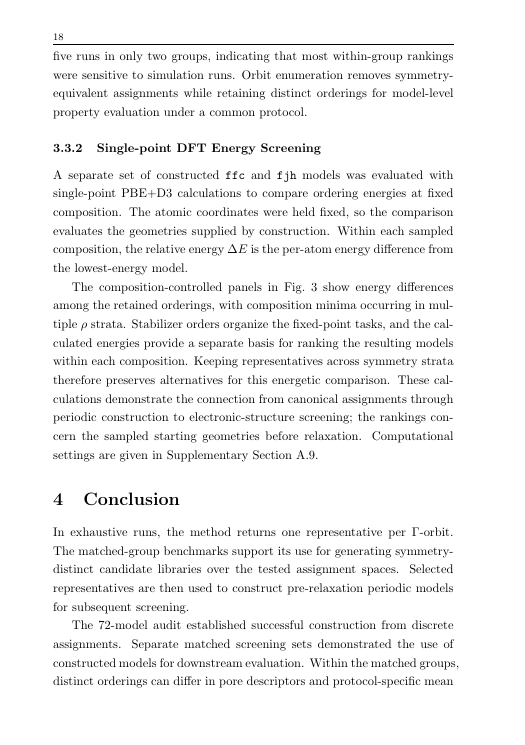 18
five runs in only two groups, indicating that most within-group rankings
were sensitive to simulation runs. Orbit enumeration removes symmetry-
equivalent assignments while retaining distinct orderings for model-level
property evaluation under a common protocol.
3.3.2 Single-point DFT Energy Screening
A separate set of constructed ffc and fjh models was evaluated with
single-point PBE+D3 calculations to compare ordering energies at fixed
composition. The atomic coordinates were held fixed, so the comparison
evaluates the geometries supplied by construction. Within each sampled
composition, the relative energy ΔE is the per-atom energy difference from
the lowest-energy model.
The composition-controlled panels in Fig. 3 show energy differences
among the retained orderings, with composition minima occurring in mul-
tiple ρ strata. Stabilizer orders organize the fixed-point tasks, and the cal-
culated energies provide a separate basis for ranking the resulting models
within each composition. Keeping representatives across symmetry strata
therefore preserves alternatives for this energetic comparison. These cal-
culations demonstrate the connection from canonical assignments through
periodic construction to electronic-structure screening; the rankings con-
cern the sampled starting geometries before relaxation. Computational
settings are given in Supplementary Section A.9.
4 Conclusion
In exhaustive runs, the method returns one representative per Γ-orbit.
The matched-group benchmarks support its use for generating symmetry-
distinct candidate libraries over the tested assignment spaces. Selected
representatives are then used to construct pre-relaxation periodic models
for subsequent screening.
The 72-model audit established successful construction from discrete
assignments. Separate matched screening sets demonstrated the use of
constructed models for downstream evaluation. Within the matched groups,
distinct orderings can differ in pore descriptors and protocol-specific mean